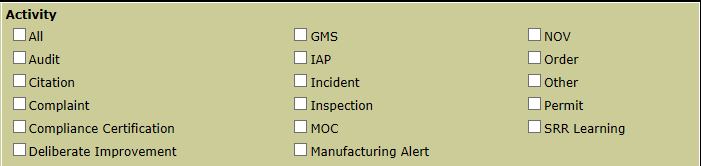 Activity
All GMS NOV
Audit IAP Order
Citation Incident Other
Complaint Inspection Permit
Compliance Certification MOC SRR Learning
Deliberate Improvement Manufacturing Alert